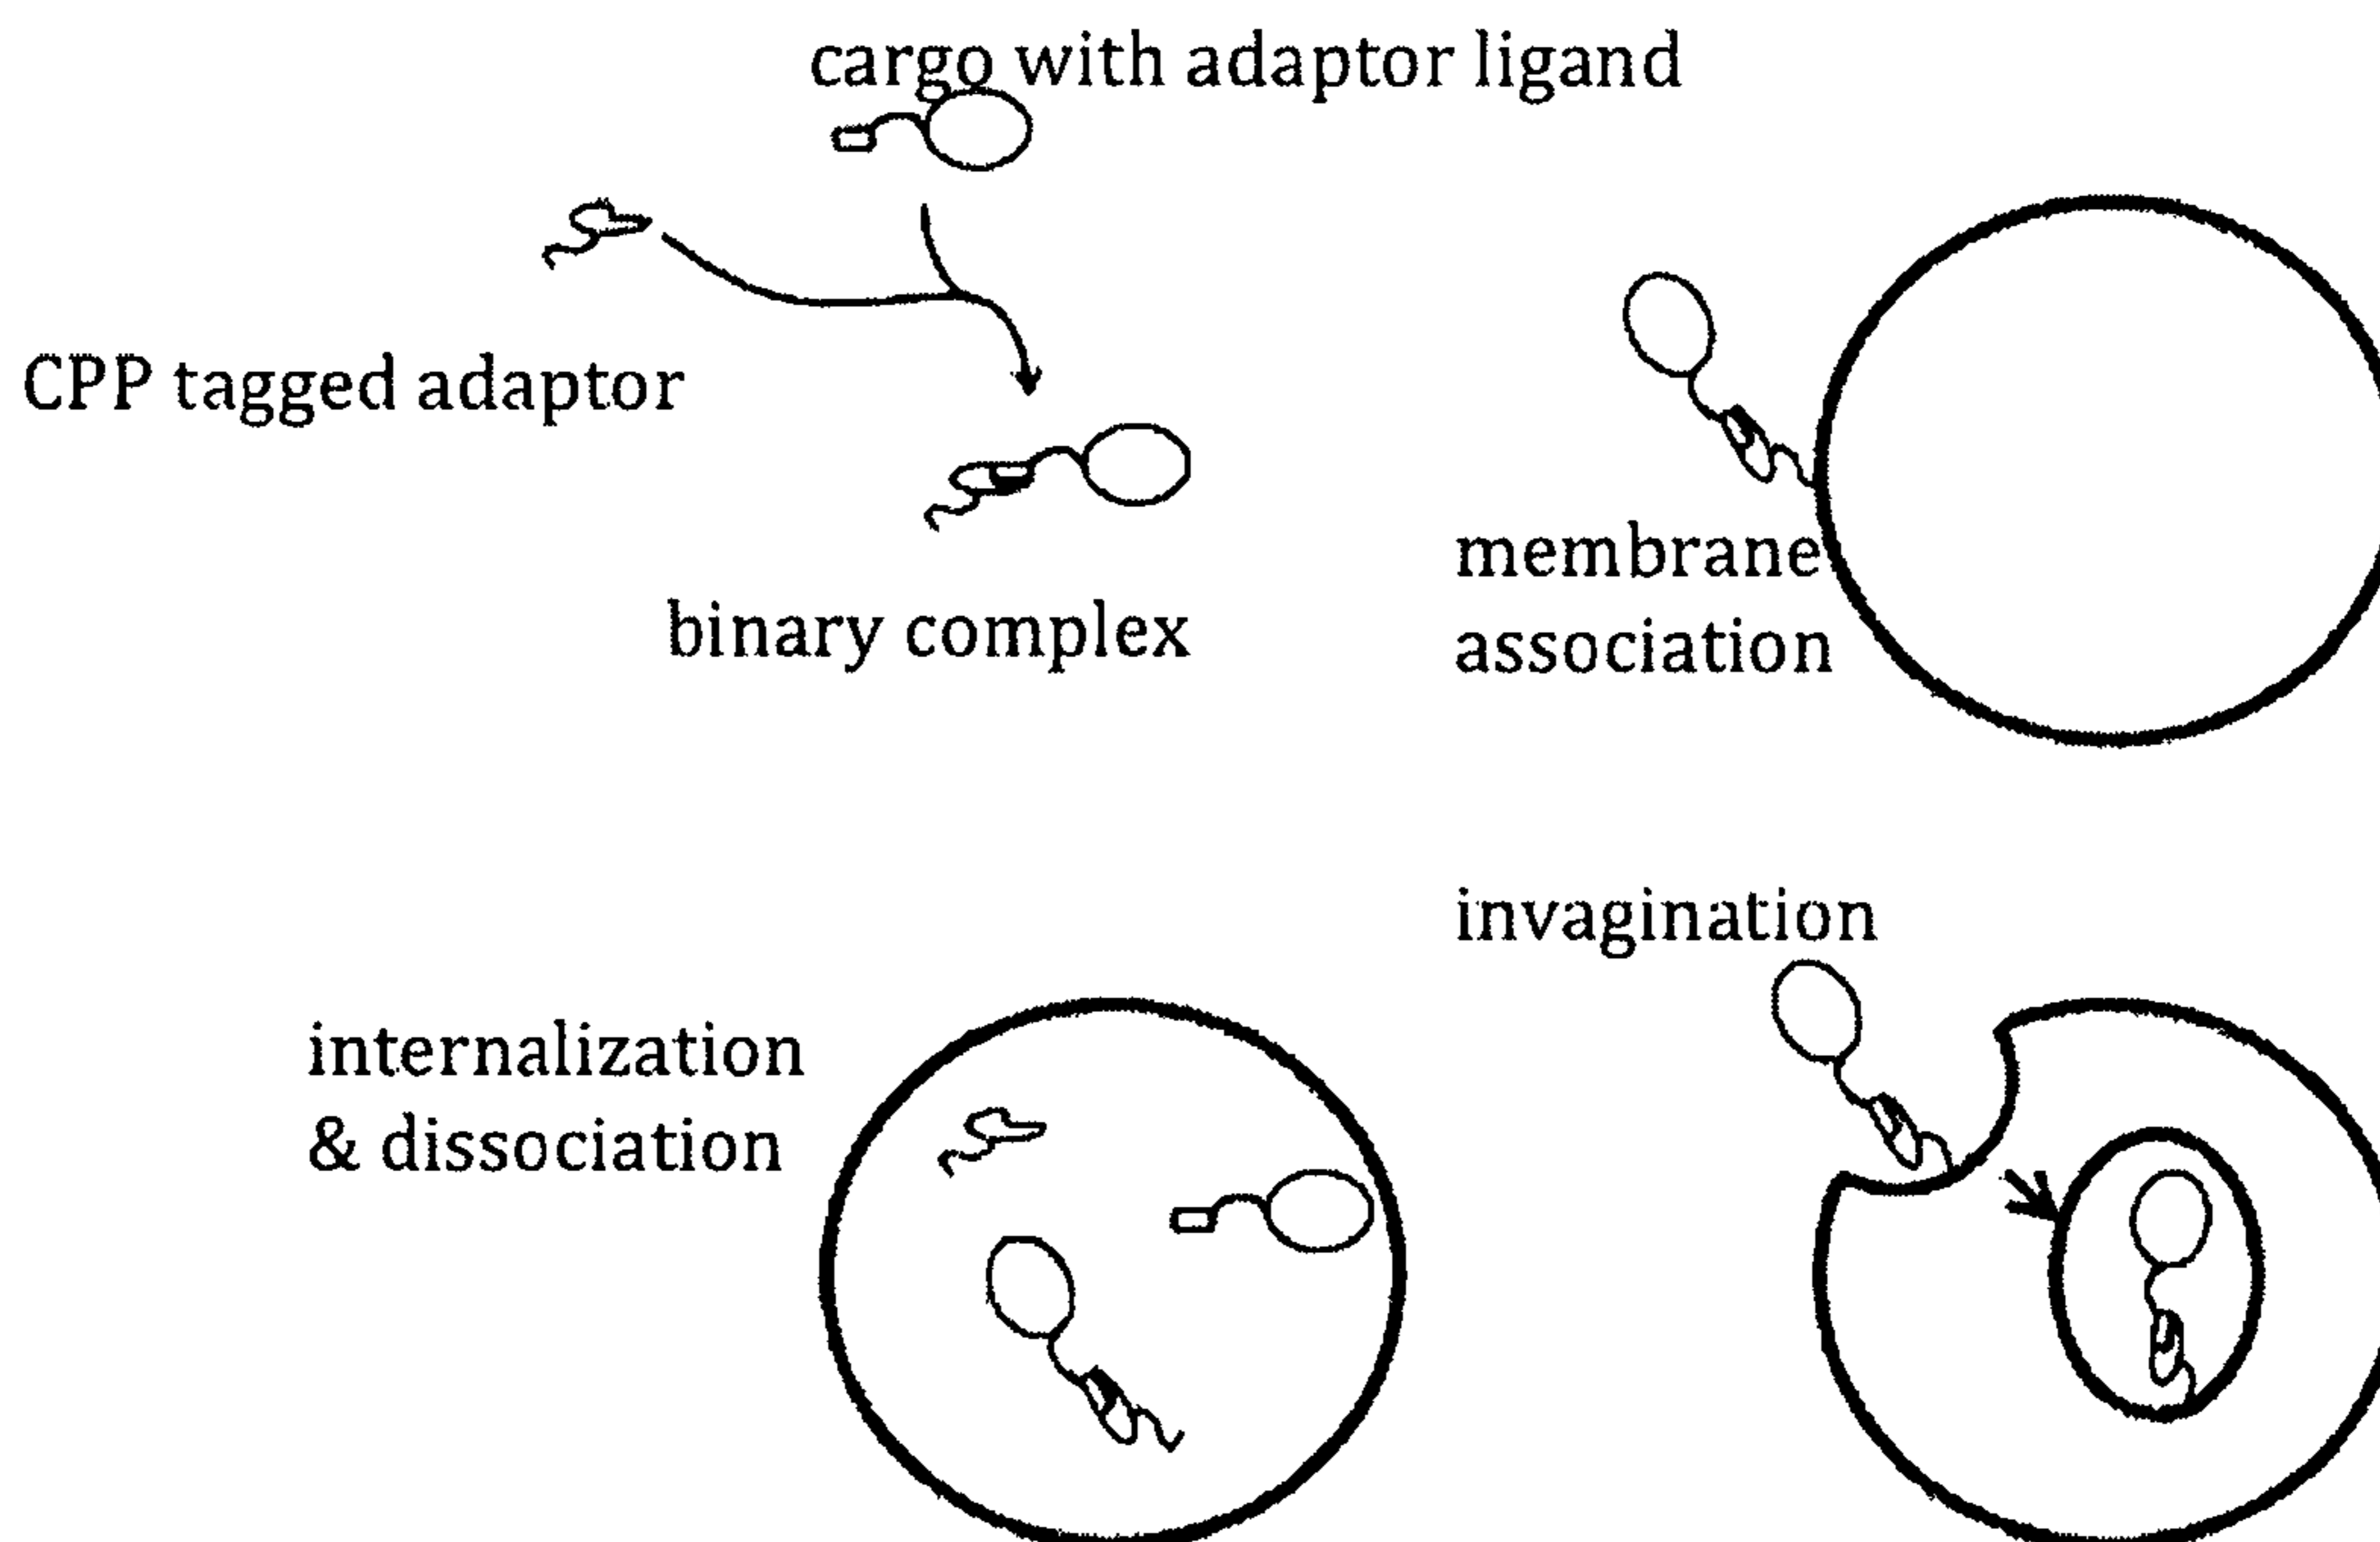 cargo with adaptor ligand
CPP tagged adaptor
binary complex
membrane
association
invagination
internalization
& dissociation